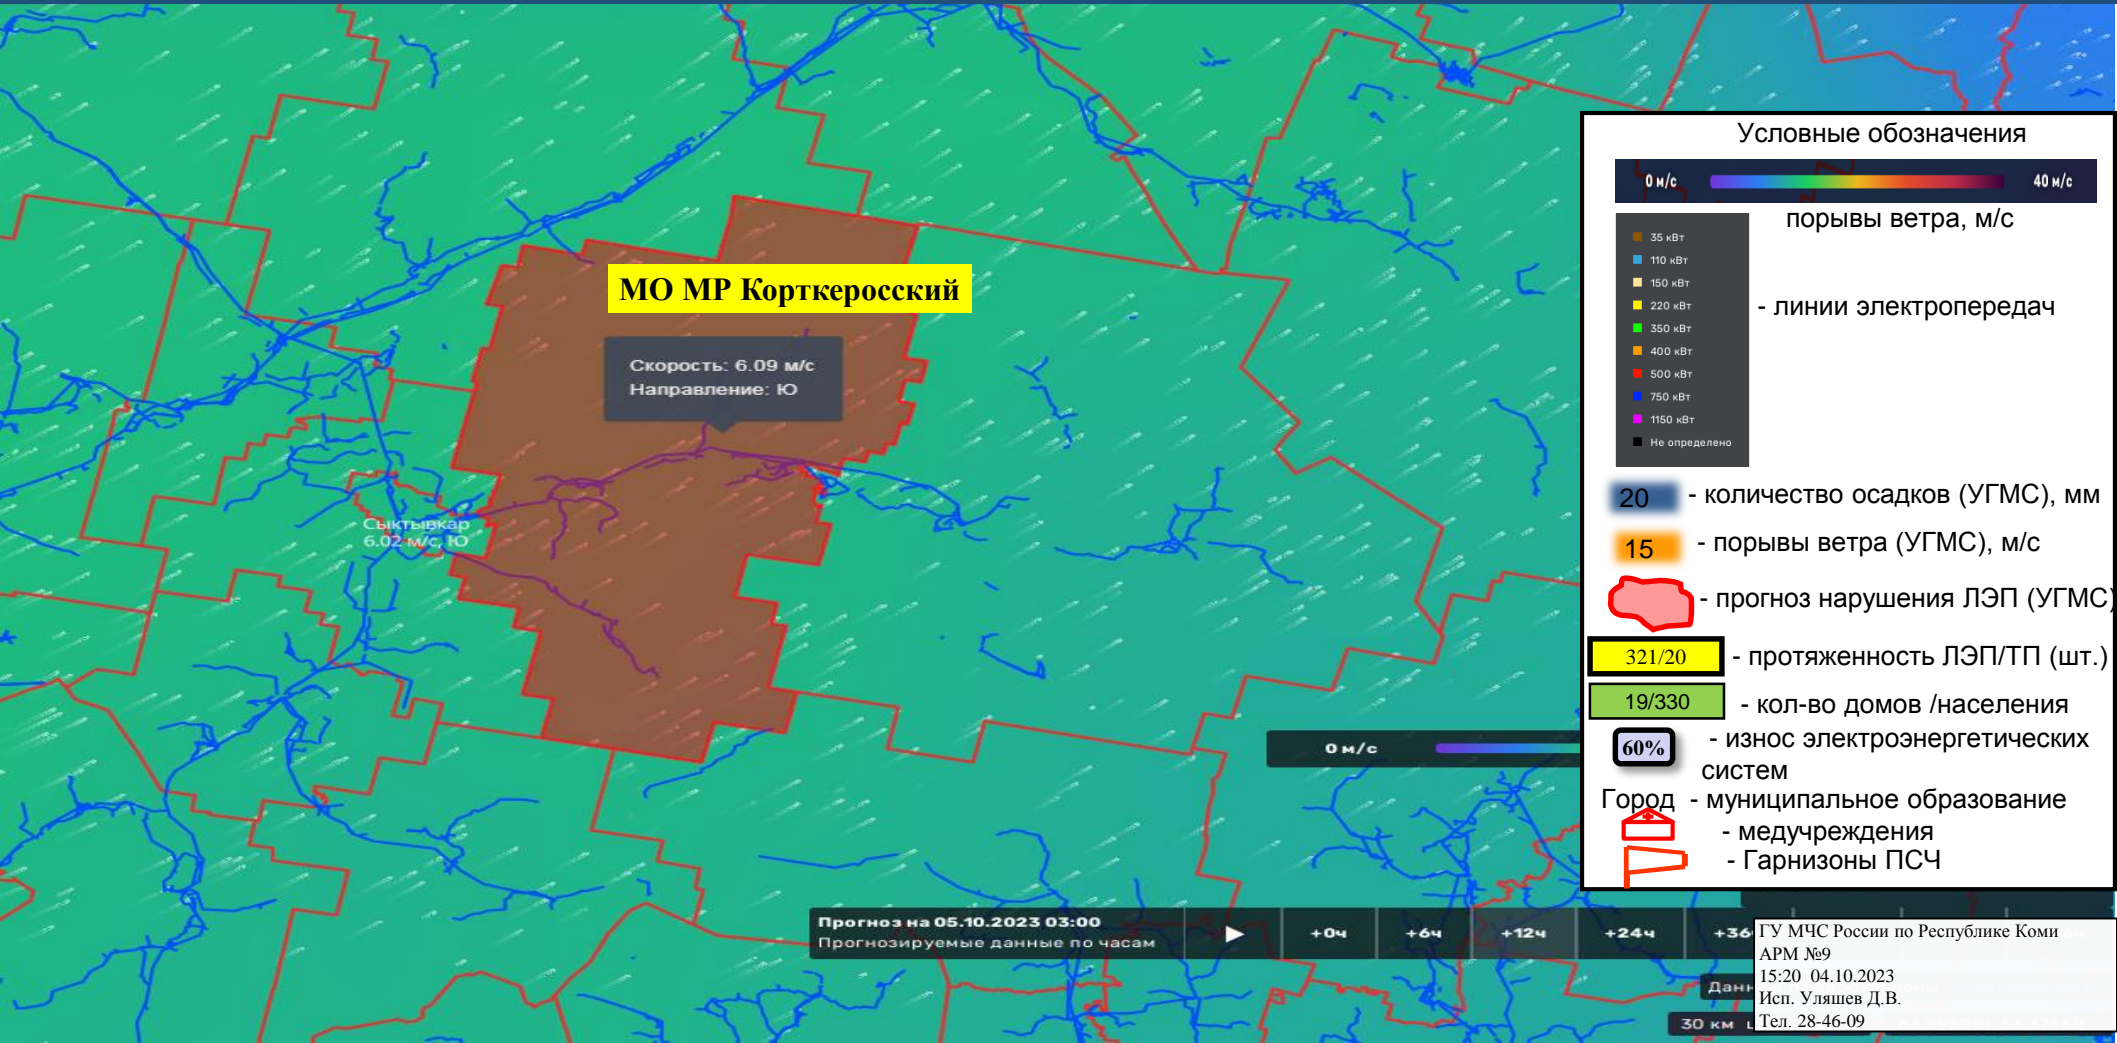 Условные обозначения
0 м/с
40 м/с
порывы ветра, м/с
35 кВт
110 кВт
150 кВт
220 кВт
350 кВт
400 кВт
500 кВт
750 кВт
1150 кВт
Не определено
- линии электропередач
20 - количество осадков (УГМС), мм
15 - порывы ветра (УГМС), м/с
- прогноз нарушения ЛЭП (УГМС)
321/20 - протяженность ЛЭП/ТП (шт.)
19/330 - кол-во домов /населения
60% - износ электроэнергетических
систем
Город - муниципальное образование
- медучреждения
- Гарнизоны ПСЧ
МО МР Корткеросский
Скорость: 6.09 м/с
Направление: Ю
Сыктывкар
6.02 м/с, Ю
0 м/с
Прогноз на 05.10.2023 03:00
Прогнозируемые данные по часам
+0ч +6ч +12ч +24ч +36
ГУ МЧС России по Республике Коми
АРМ №9
15:20 04.10.2023
Исп. Уляшев Д.В.
Тел. 28-46-09
30 км